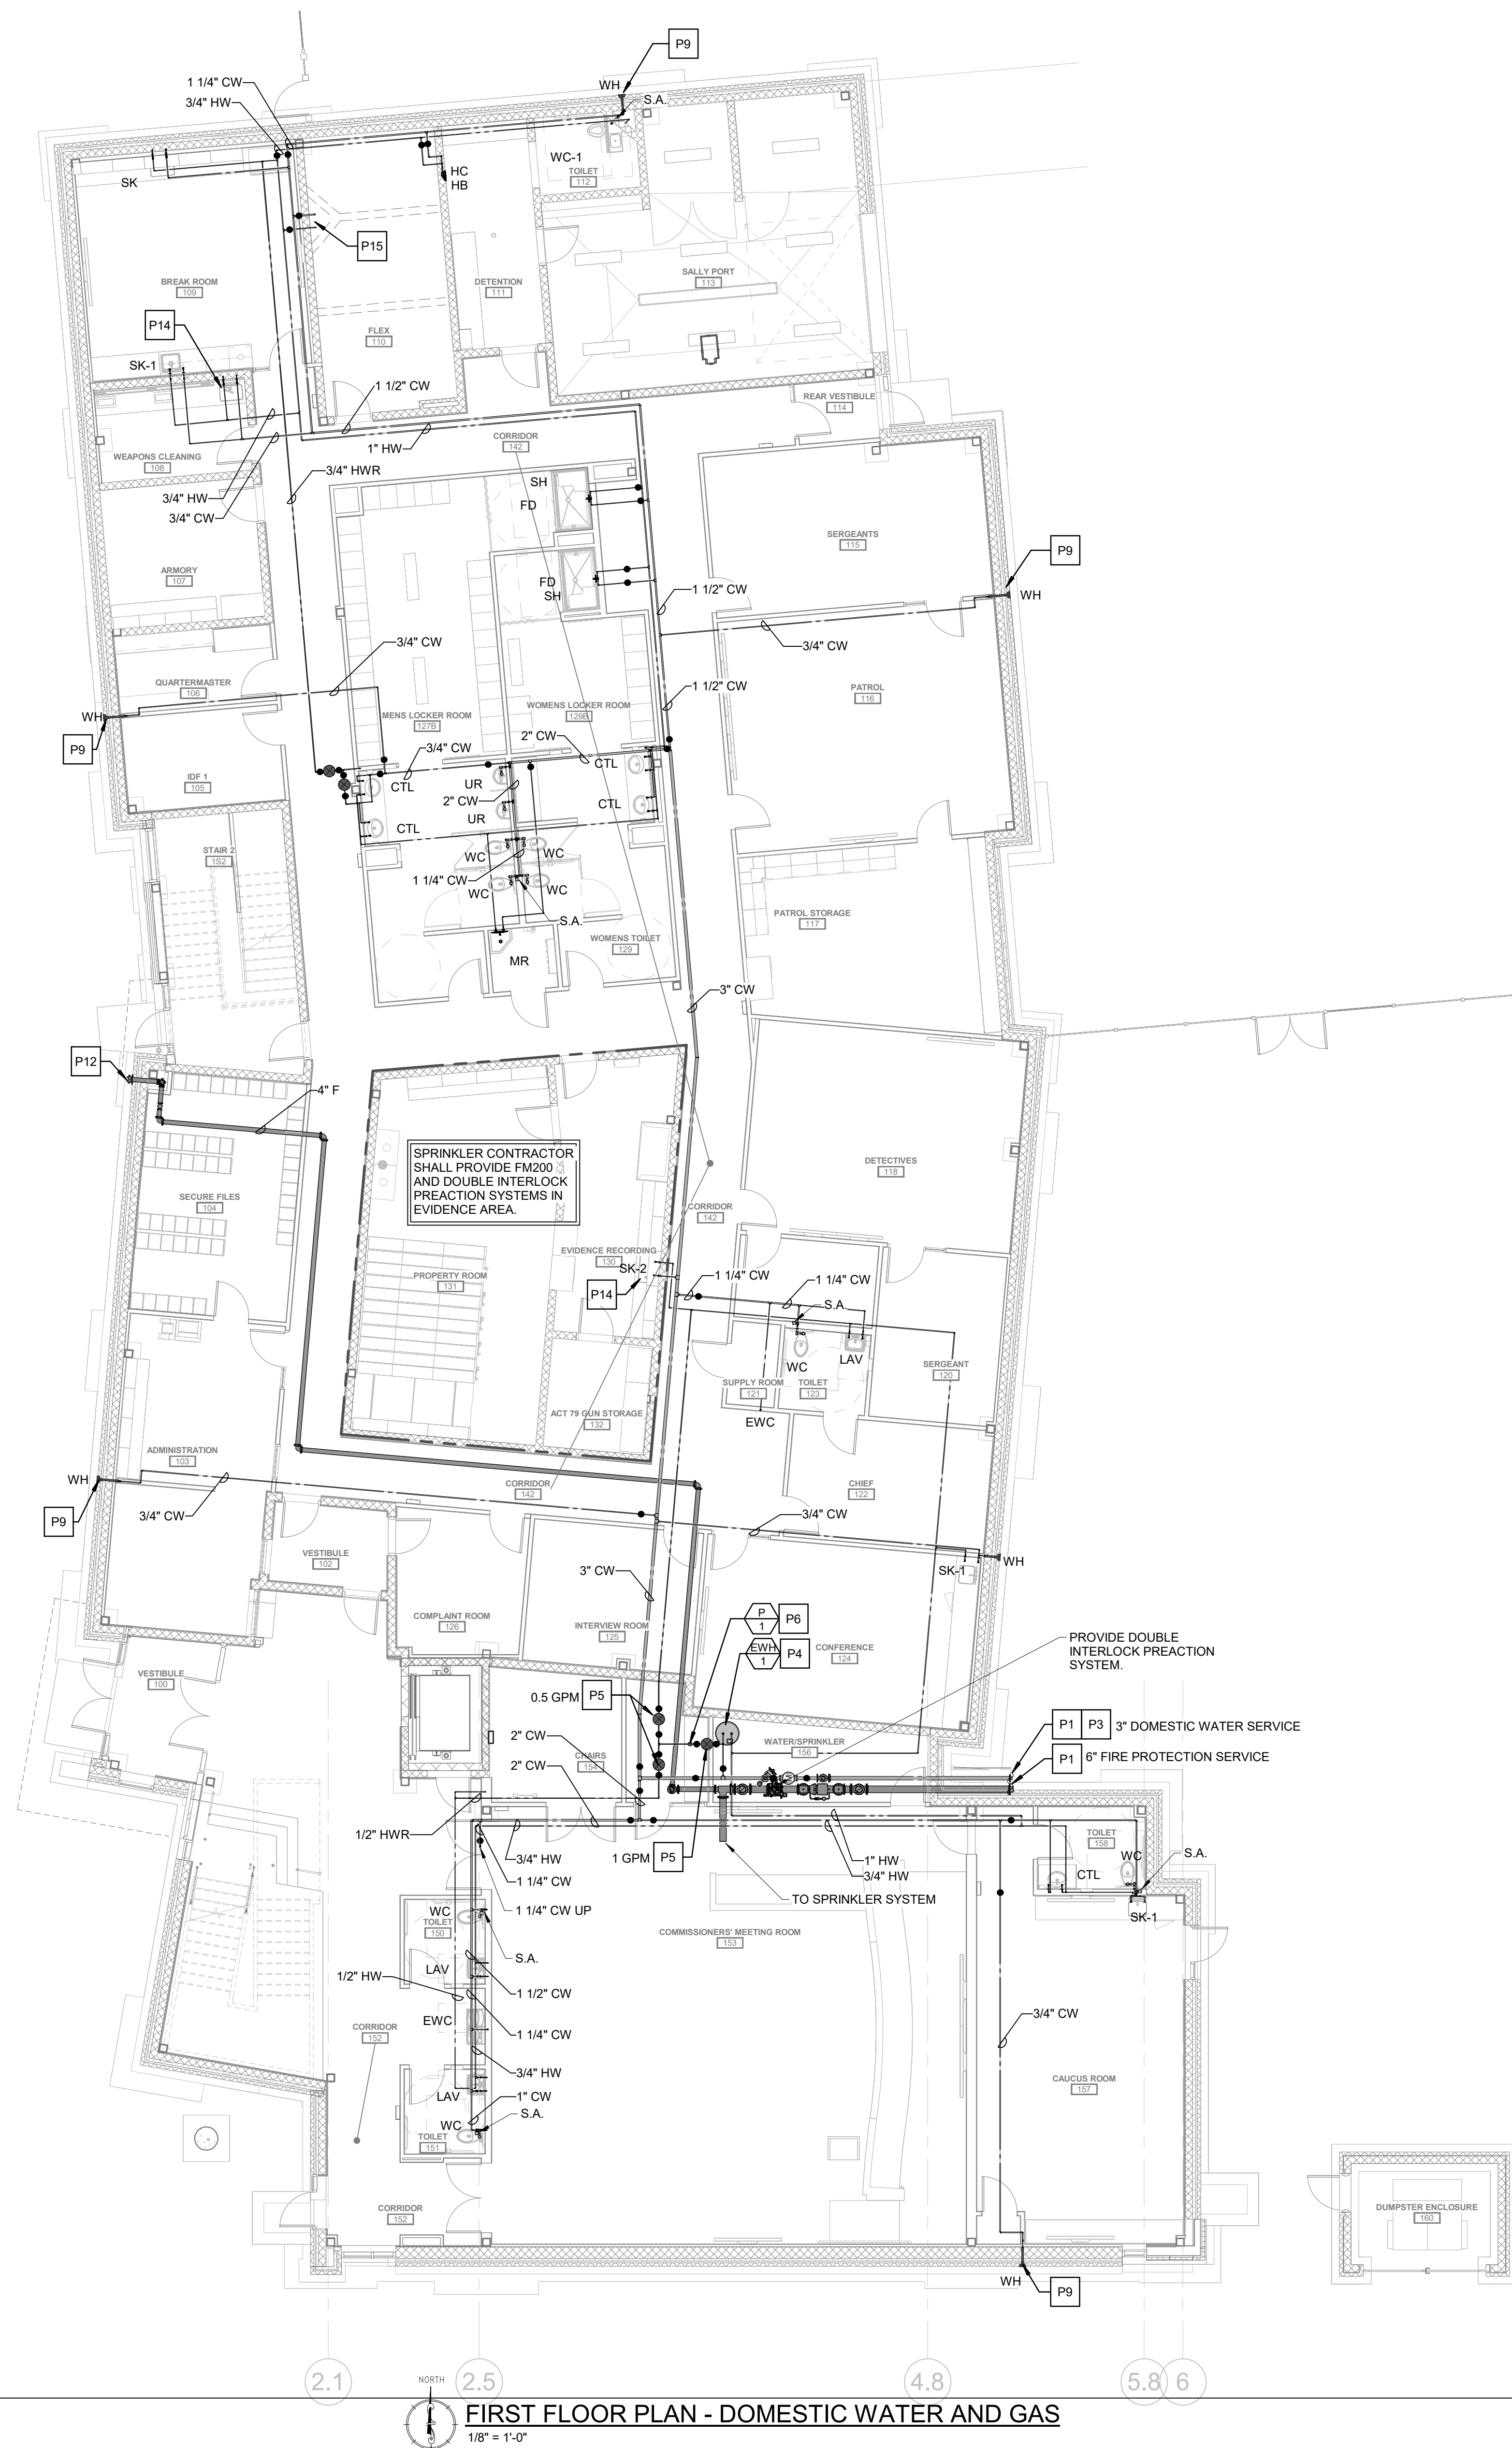 P9
1 1/4" CW
3/4" HW
WH
S.A.
WC-1
TOILET
112
HC
HB
SK
P15
BREAK ROOM
109
DETENTION
111
SALLY PORT
113
P14
FLEX
110
SK-1
1 1/2" CW
REAR VESTIBULE
114
1" HW
CORRIDOR
142
WEAPONS CLEANING
108
3/4" HWR
3/4" HW
3/4" CW
SH
FD
SERGEANTS
115
P9
ARMORY
107
FD
SH
1 1/2" CW
WH
3/4" CW
3/4" CW
QUARTERMASTER
106
1 1/2" CW
PATROL
116
WH
MENS LOCKER ROOM
127B
WOMENS LOCKER ROOM
129B
P9
2" CW
3/4" CW
CTL
IDF 1
105
CTL
UR
2" CW
CTL
UR
CTL
STAIR 2
1S2
WC
WC
1 1/4" CW
WC
WC
S.A.
PATROL STORAGE
117
WOMENS TOILET
129
MR
3" CW
P12
4" F
SPRINKLER CONTRACTOR
SHALL PROVIDE FM200
AND DOUBLE INTERLOCK
PREACTION SYSTEMS IN
EVIDENCE AREA.
DETECTIVES
118
SECURE FILES
104
CORRIDOR
142
EVIDENCE RECORDING
130
SK-2
PROPERTY ROOM
131
P14
1 1/4" CW
1 1/4" CW
S.A.
WC
LAV
SERGEANT
120
SUPPLY ROOM
121
TOILET
123
EWC
ACT 79 GUN STORAGE
132
ADMINISTRATION
103
WH
CORRIDOR
142
CHIEF
122
P9
3/4" CW
3/4" CW
VESTIBULE
102
WH
SK-1
3" CW
COMPLAINT ROOM
126
INTERVIEW ROOM
125
P
1
P6
EWH
1
P4
CONFERENCE
124
PROVIDE DOUBLE
INTERLOCK PREACTION
SYSTEM.
VESTIBULE
100
0.5 GPM
P5
P1
P3
3" DOMESTIC WATER SERVICE
2" CW
WATER/SPRINKLER
156
P1
6" FIRE PROTECTION SERVICE
2" CW
CHAIRS
154
1/2" HWR
TOILET
158
3/4" HW
1 GPM
P5
1" HW
WC
S.A.
3/4" HW
CTL
1 1/4" CW
TO SPRINKLER SYSTEM
1 1/4" CW UP
SK-1
WC
TOILET
150
COMMISSIONERS' MEETING ROOM
153
S.A.
LAV
1/2" HW
1 1/2" CW
EWC
3/4" CW
CORRIDOR
152
1 1/4" CW
3/4" HW
CAUCUS ROOM
157
LAV
1" CW
WC
S.A.
TOILET
151
CORRIDOR
152
DUMPSTER ENCLOSURE
160
WH
P9
2.1
2.5
4.8
5.8
6
NORTH
FIRST FLOOR PLAN - DOMESTIC WATER AND GAS
1/8" = 1'-0"